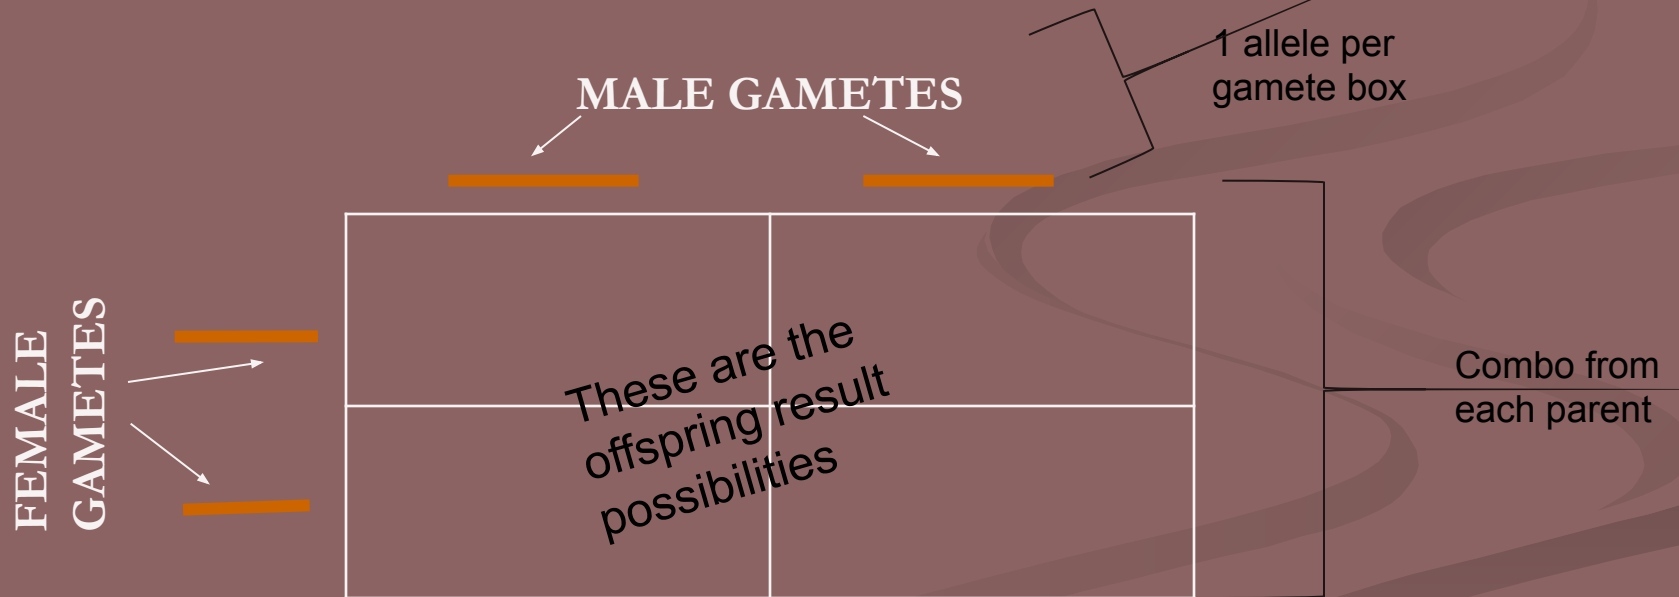 1 allele per
gamete box
MALE GAMETES
FEMALE
GAMETES
These are the
offspring result
possibilities
Combo from
each parent